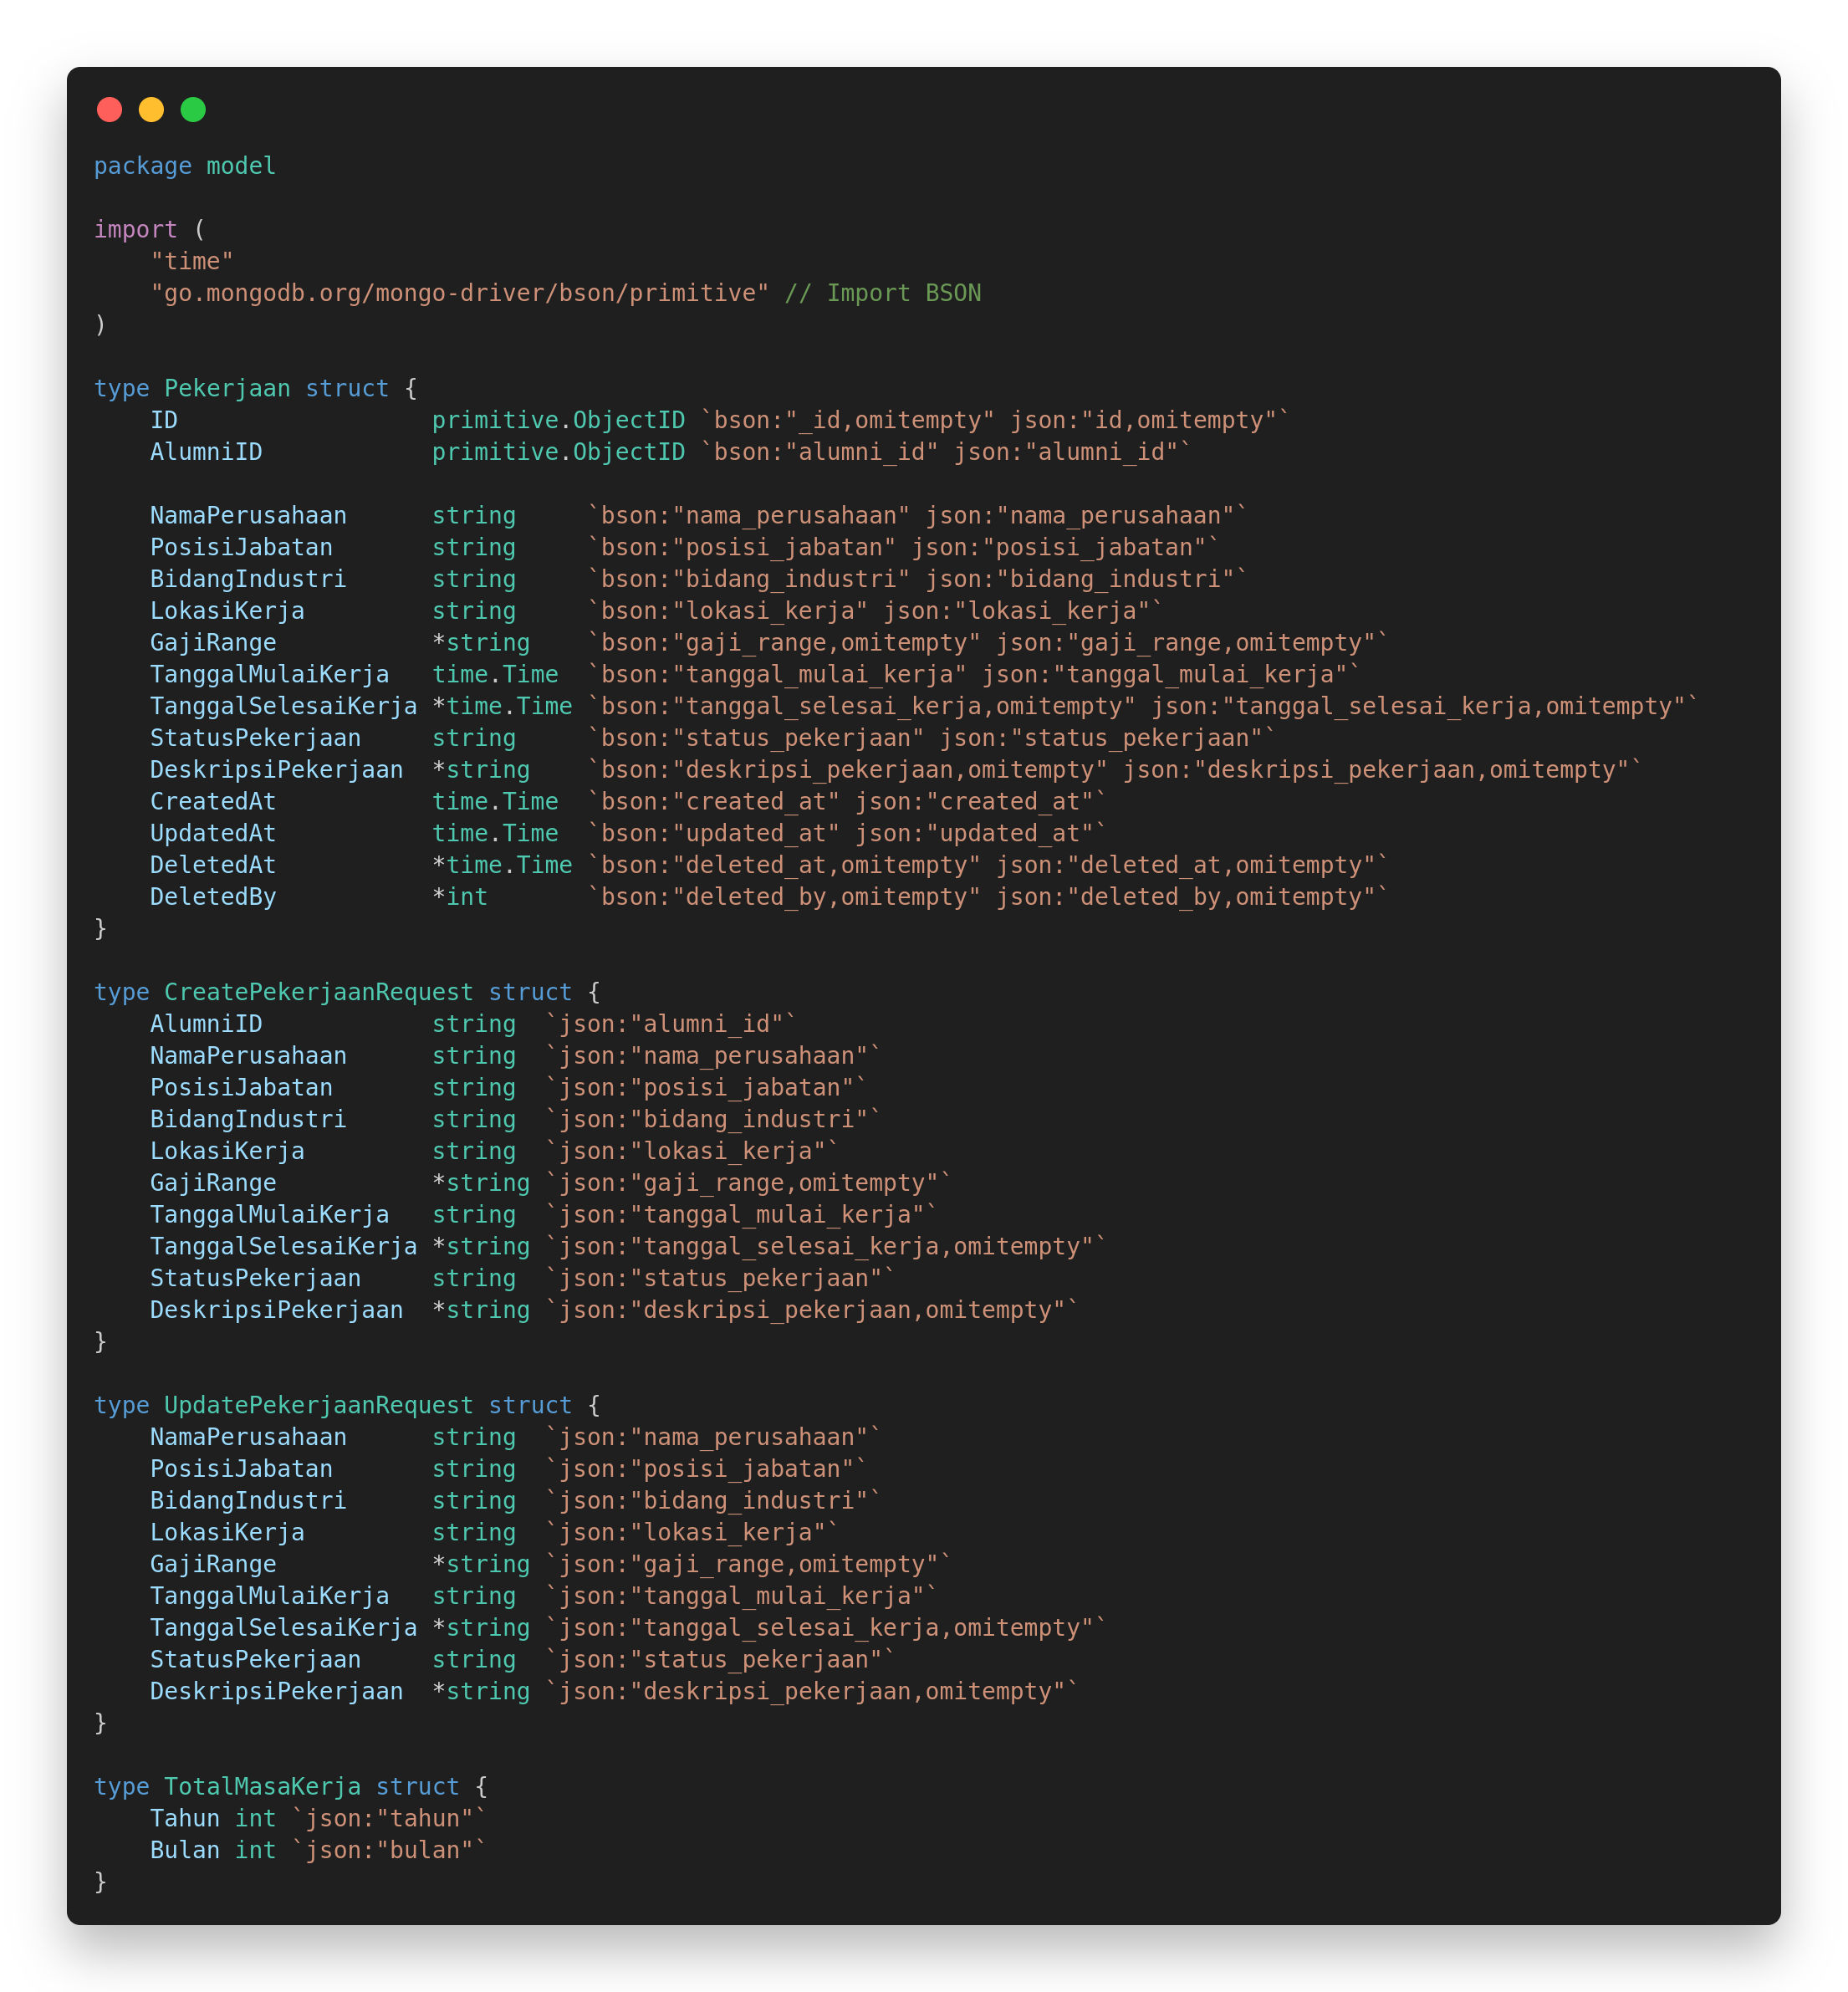 package model

import (
    "time"
    "go.mongodb.org/mongo-driver/bson/primitive" // Import BSON
)

type Pekerjaan struct {
    ID                  primitive.ObjectID `bson:"_id,omitempty" json:"id,omitempty"`
    AlumniID            primitive.ObjectID `bson:"alumni_id" json:"alumni_id"`

    NamaPerusahaan      string     `bson:"nama_perusahaan" json:"nama_perusahaan"`
    PosisiJabatan       string     `bson:"posisi_jabatan" json:"posisi_jabatan"`
    BidangIndustri      string     `bson:"bidang_industri" json:"bidang_industri"`
    LokasiKerja         string     `bson:"lokasi_kerja" json:"lokasi_kerja"`
    GajiRange           *string    `bson:"gaji_range,omitempty" json:"gaji_range,omitempty"`
    TanggalMulaiKerja   time.Time  `bson:"tanggal_mulai_kerja" json:"tanggal_mulai_kerja"`
    TanggalSelesaiKerja *time.Time `bson:"tanggal_selesai_kerja,omitempty" json:"tanggal_selesai_kerja,omitempty"`
    StatusPekerjaan     string     `bson:"status_pekerjaan" json:"status_pekerjaan"`
    DeskripsiPekerjaan  *string    `bson:"deskripsi_pekerjaan,omitempty" json:"deskripsi_pekerjaan,omitempty"`
    CreatedAt           time.Time  `bson:"created_at" json:"created_at"`
    UpdatedAt           time.Time  `bson:"updated_at" json:"updated_at"`
    DeletedAt           *time.Time `bson:"deleted_at,omitempty" json:"deleted_at,omitempty"`
    DeletedBy           *int       `bson:"deleted_by,omitempty" json:"deleted_by,omitempty"`
}

type CreatePekerjaanRequest struct {
    AlumniID            string  `json:"alumni_id"`
    NamaPerusahaan      string  `json:"nama_perusahaan"`
    PosisiJabatan       string  `json:"posisi_jabatan"`
    BidangIndustri      string  `json:"bidang_industri"`
    LokasiKerja         string  `json:"lokasi_kerja"`
    GajiRange           *string `json:"gaji_range,omitempty"`
    TanggalMulaiKerja   string  `json:"tanggal_mulai_kerja"`
    TanggalSelesaiKerja *string `json:"tanggal_selesai_kerja,omitempty"`
    StatusPekerjaan     string  `json:"status_pekerjaan"`
    DeskripsiPekerjaan  *string `json:"deskripsi_pekerjaan,omitempty"`
}

type UpdatePekerjaanRequest struct {
    NamaPerusahaan      string  `json:"nama_perusahaan"`
    PosisiJabatan       string  `json:"posisi_jabatan"`
    BidangIndustri      string  `json:"bidang_industri"`
    LokasiKerja         string  `json:"lokasi_kerja"`
    GajiRange           *string `json:"gaji_range,omitempty"`
    TanggalMulaiKerja   string  `json:"tanggal_mulai_kerja"`
    TanggalSelesaiKerja *string `json:"tanggal_selesai_kerja,omitempty"`
    StatusPekerjaan     string  `json:"status_pekerjaan"`
    DeskripsiPekerjaan  *string `json:"deskripsi_pekerjaan,omitempty"`
}

type TotalMasaKerja struct {
    Tahun int `json:"tahun"`
    Bulan int `json:"bulan"`
}